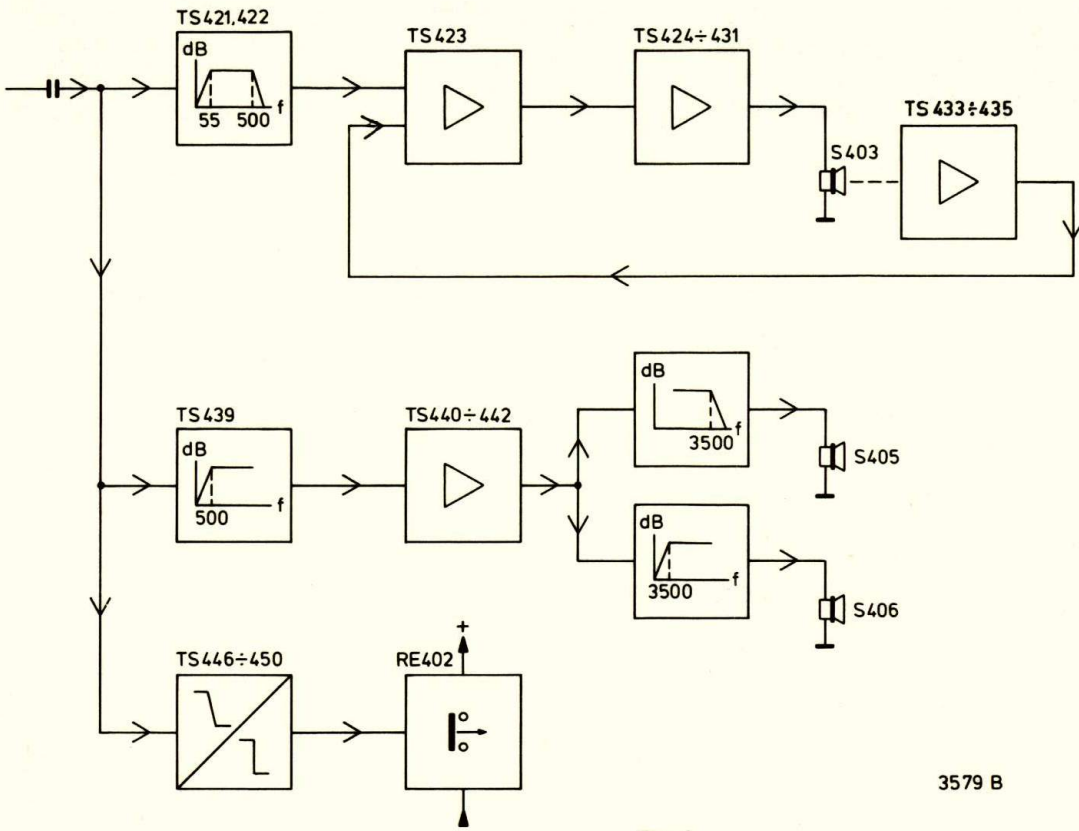 TS421,422
dB
f
55 500
TS423
TS424÷431
S403
TS433÷435
TS439
dB
f
500
TS440÷442
dB
3500 f
S405
dB
3500 f
S406
TS446÷450
RE402
+
3579 B